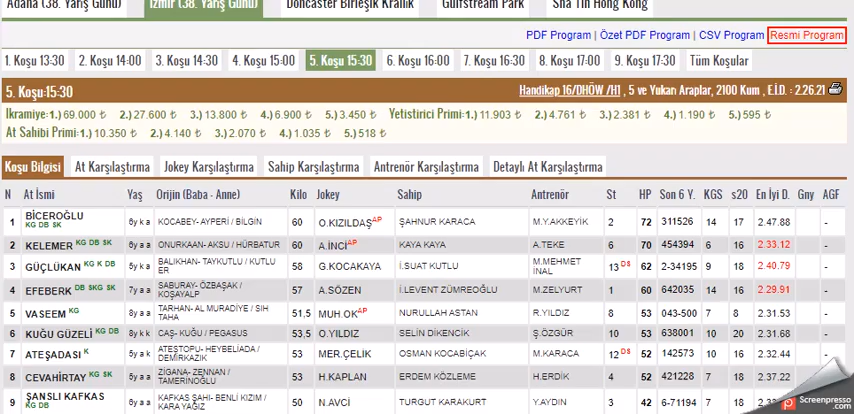 Adana (38. Yarış Günü) İzmir (38. Yarış Günü) Doncaster Birleşik Krallık Gulfstream Park Sha Tin Hong Kong
PDF Program | Özet PDF Program | CSV Program Resmi Program
1. Koşu:13:30 2. Koşu 14:00 3. Koşu 14:30 4. Koşu 15:00 5. Koşu 15:30 6. Koşu 16:00 7. Koşu 16:30 8. Koşu 17:00 9. Koşu 17:30 Tüm Koşular
5. Koşu:15:30 Handikap 16/DHÖW /H1 , 5 ve Yukarı Araplar, 2100 Kum , E.İ.D. : 2.26.21
İkramiye:1.) 69.000 ₺ 2.) 27.600 ₺ 3.) 13.800 ₺ 4.) 6.900 ₺ 5.) 3.450 ₺ Yetiştirici Primi:1.) 11.903 ₺ 2.) 4.761 ₺ 3.) 2.381 ₺ 4.) 1.190 ₺ 5.) 595 ₺
At Sahibi Primi:1.) 10.350 ₺ 2.) 4.140 ₺ 3.) 2.070 ₺ 4.) 1.035 ₺ 5.) 518 ₺
Koşu Bilgisi At Karşılaştırma Jokey Karşılaştırma Sahip Karşılaştırma Antrenör Karşılaştırma Detaylı At Karşılaştırma
N At İsmi Yaş Orijin (Baba - Anne) Kilo Jokey Sahip Antrenör St HP Son 6 Y. KGS s20 En İyi D. Gny AGF
1 BİCEROĞLU KG DB SK 6y k a KOCABEY- AYPERİ / BİLGİN 60 O.KIZILDAŞ AP ŞAHNUR KARACA M.Y.AKKEYİK 2 72 311526 14 17 2.47.88 -
2 KELEMER KG DB SK 6y a a ONURKAAN- AKSU / HÜRBATUR 60 A.İNCİ AP KAYA KAYA A.TEKE 6 70 454394 6 16 2.33.12 -
3 GÜÇLÜKAN KG K DB 5y k a BALIKHAN- TAYKUTLU / KUTLU ER 58 G.KOCAKAYA İ.SUAT KUTLU M.MEHMET İNAL 13 DS 62 2-34195 9 18 2.40.79 -
4 EFEBERK DB SKG SK 7y a a SABURAY- ÖZBAŞAK / KOŞAYALP 57 A.SÖZEN İ.LEVENT ZÜMREOĞLU M.ZELYURT 1 60 642035 14 16 2.29.91 -
5 VASEEM KG 8y a a TARHAN- AL MURADİYE / SIH TAHA 51,5 MUH.OK AP NURULLAH ASTAN R.YILDIZ 8 53 043-500 7 8 2.31.53 -
6 KUĞU GÜZELİ KG DB 8y k k CAŞ- KUĞU / PEGASUS 53,5 O.YILDIZ SELİN DİKENCİK Ş.ÖZGÜR 10 53 638001 10 20 2.31.68 -
7 ATEŞADASI K 5y a k ATESTOPU- HEYBELİADA / DEMİRKAZIK 53 MER.ÇELİK OSMAN KOCABIÇAK M.KARACA 12 DS 52 142573 10 16 2.32.44 -
8 CEVAHİRTAY KG SK 5y a a ZİGANA- ZENNAN / TAMERİNOĞLU 53 H.KAPLAN ERDEM KÖZLEME H.ERDİK 4 52 421228 7 18 2.37.22
9 ŞANSLI KAFKAS KG DB KAFKAS ŞAHI- BENLİ KIZIM / KARA YAĞIZ 50 N.AVCİ TURGUT KARAKURT Y.AYDIN 3 42 6-71194 7 18
Screenpresso.com